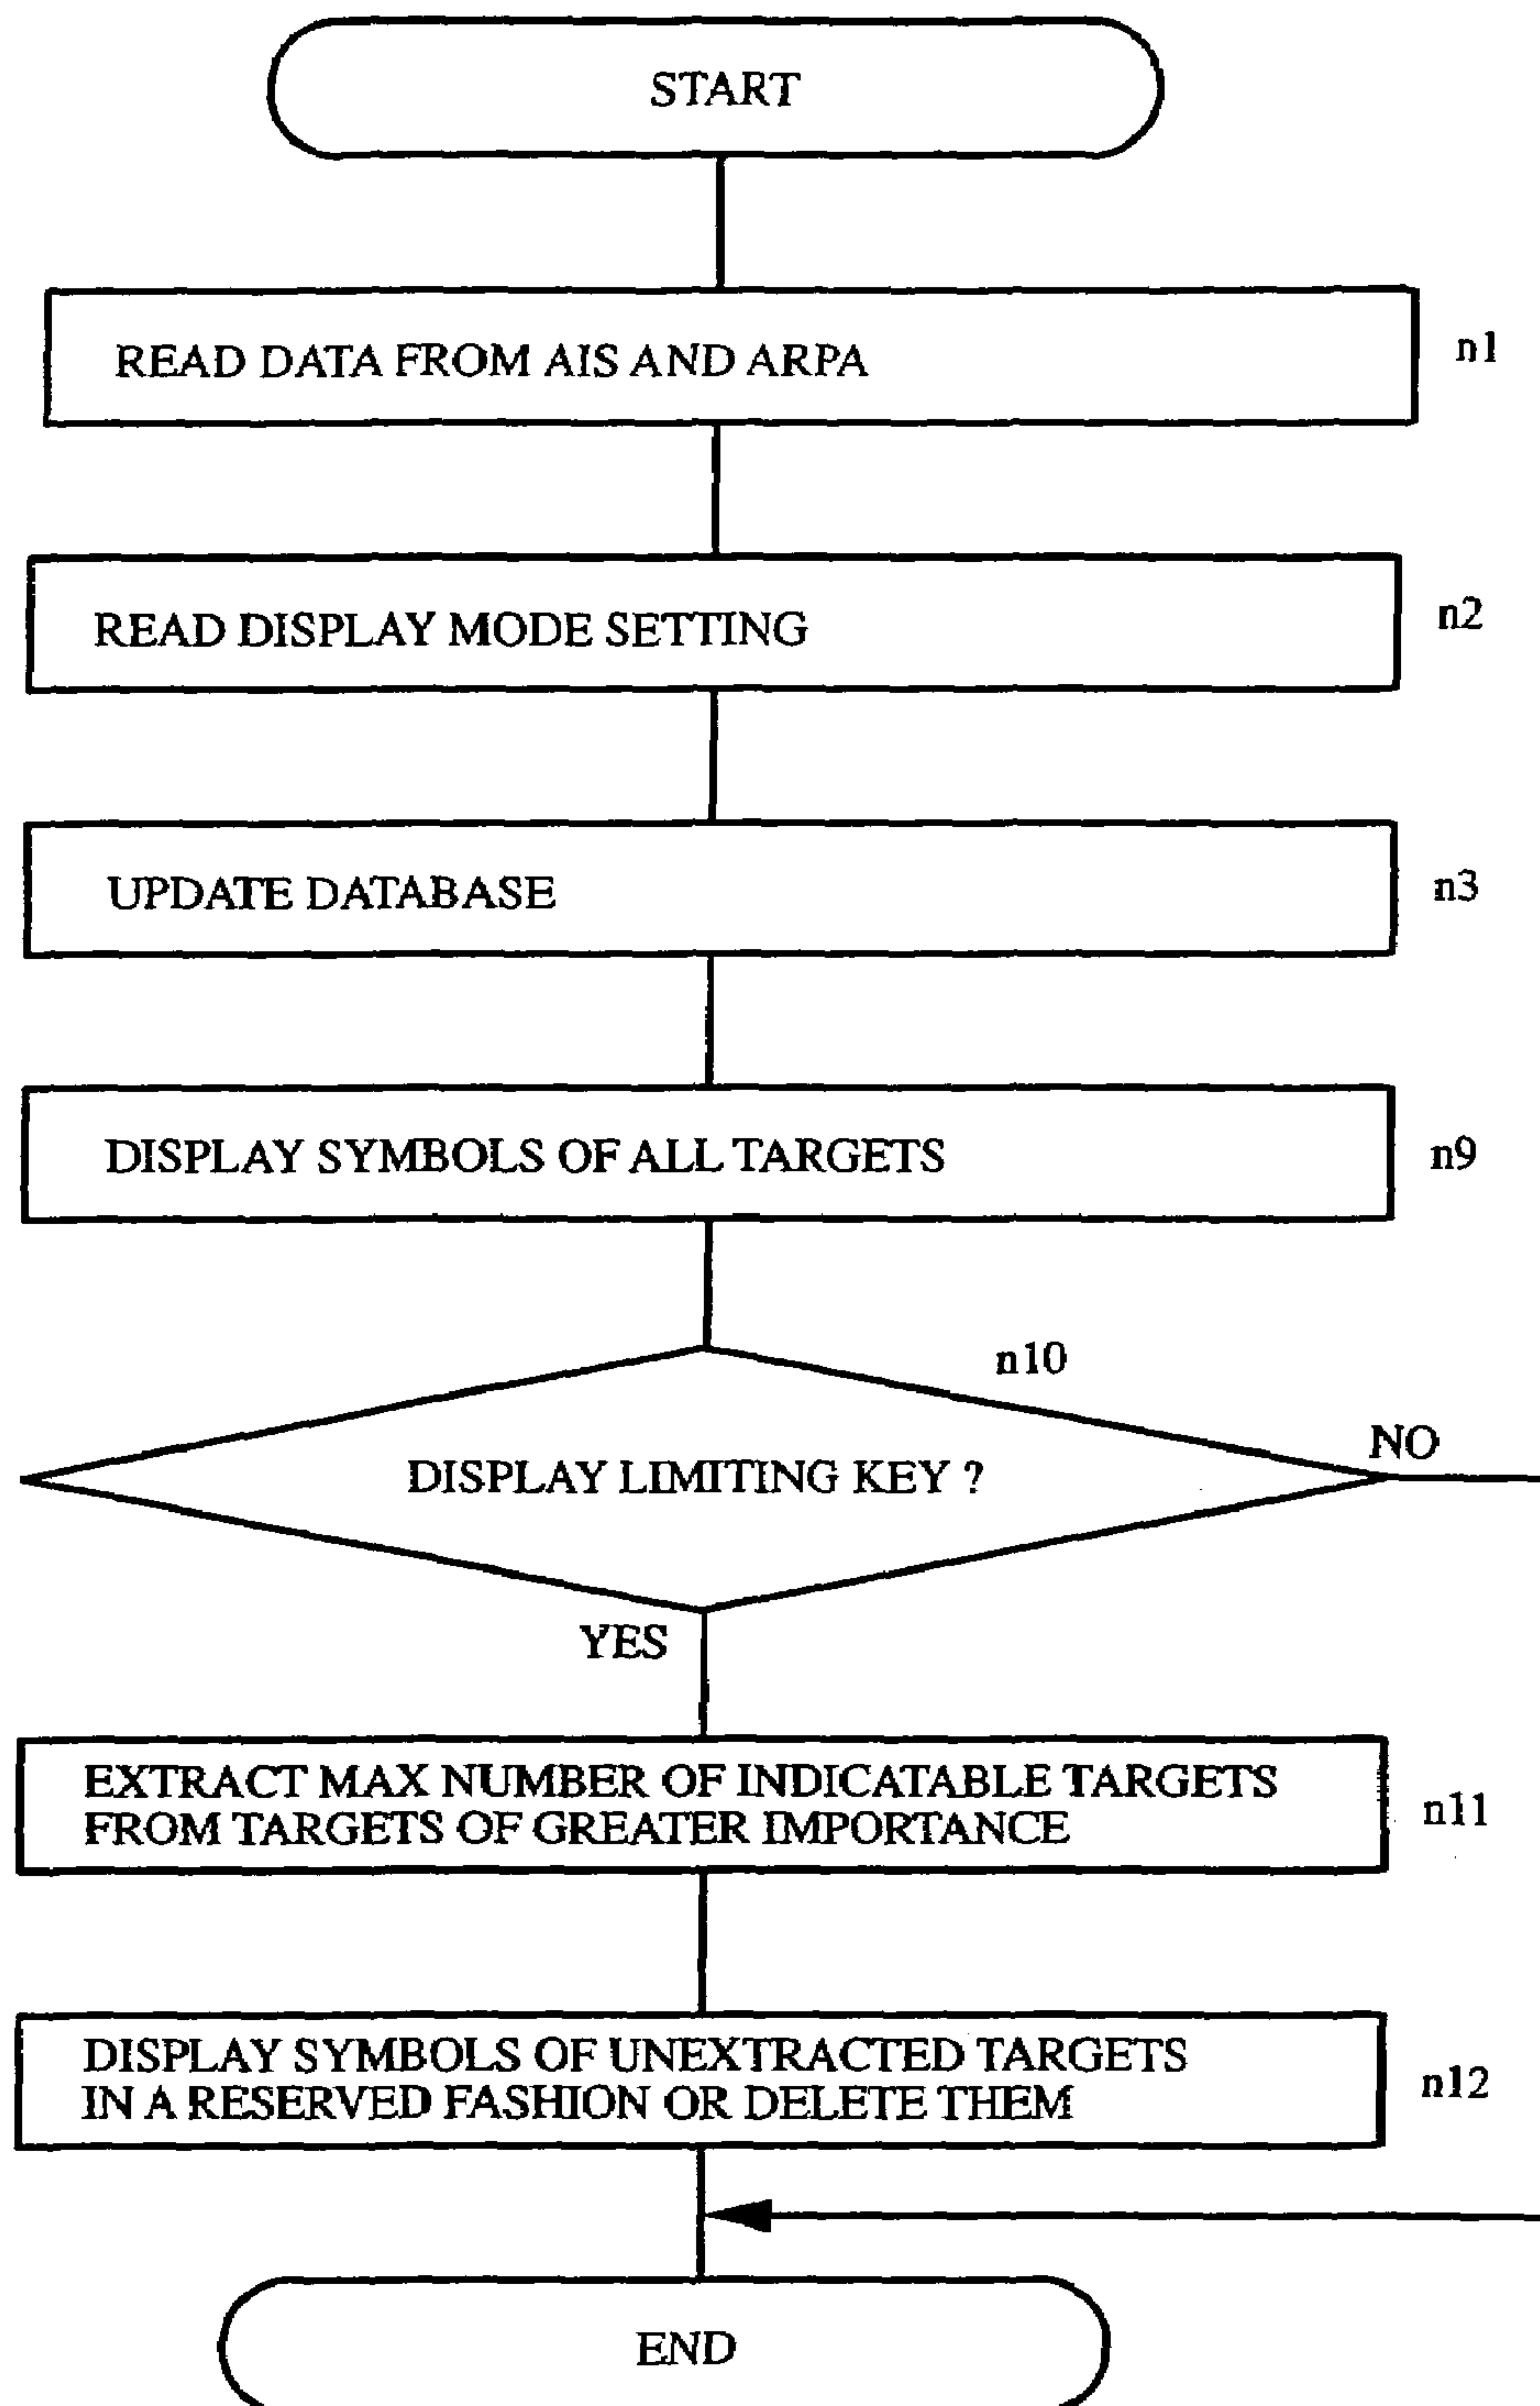 START
READ DATA FROM AIS AND ARPA
n1
READ DISPLAY MODE SETTING
n2
UPDATE DATABASE
n3
DISPLAY SYMBOLS OF ALL TARGETS
n9
n10
DISPLAY LIMITING KEY ?
NO
YES
EXTRACT MAX NUMBER OF INDICATABLE TARGETS
FROM TARGETS OF GREATER IMPORTANCE
n11
DISPLAY SYMBOLS OF UNEXTRACTED TARGETS
IN A RESERVED FASHION OR DELETE THEM
n12
END